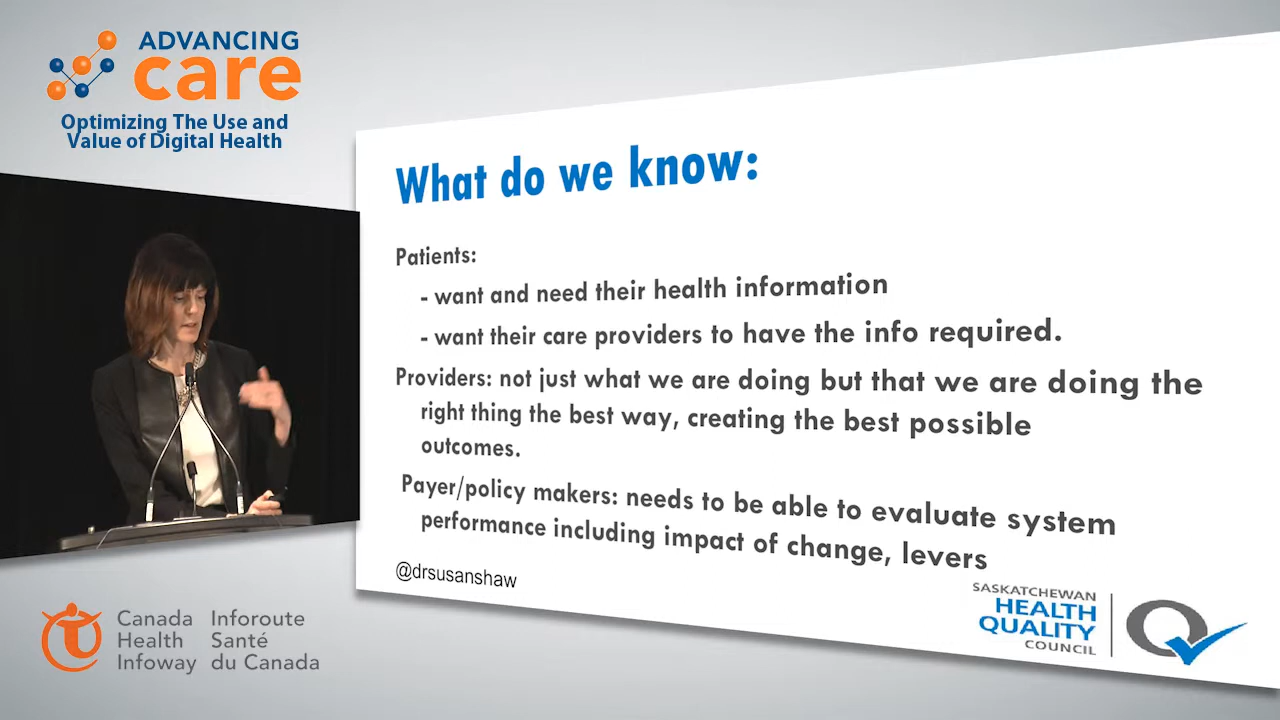 ADVANCING
care
Optimizing The Use and
Value of Digital Health
What do we know:
Patients:
- want and need their health information
- want their care providers to have the info required.
Providers: not just what we are doing but that we are doing the
right thing the best way, creating the best possible
outcomes.
Payer/policy makers: needs to be able to evaluate system
performance including impact of change, levers
@drsusanshaw
SASKATCHEWAN
HEALTH
QUALITY
COUNCIL
Canada Inforoute
Health Santé
Infoway du Canada